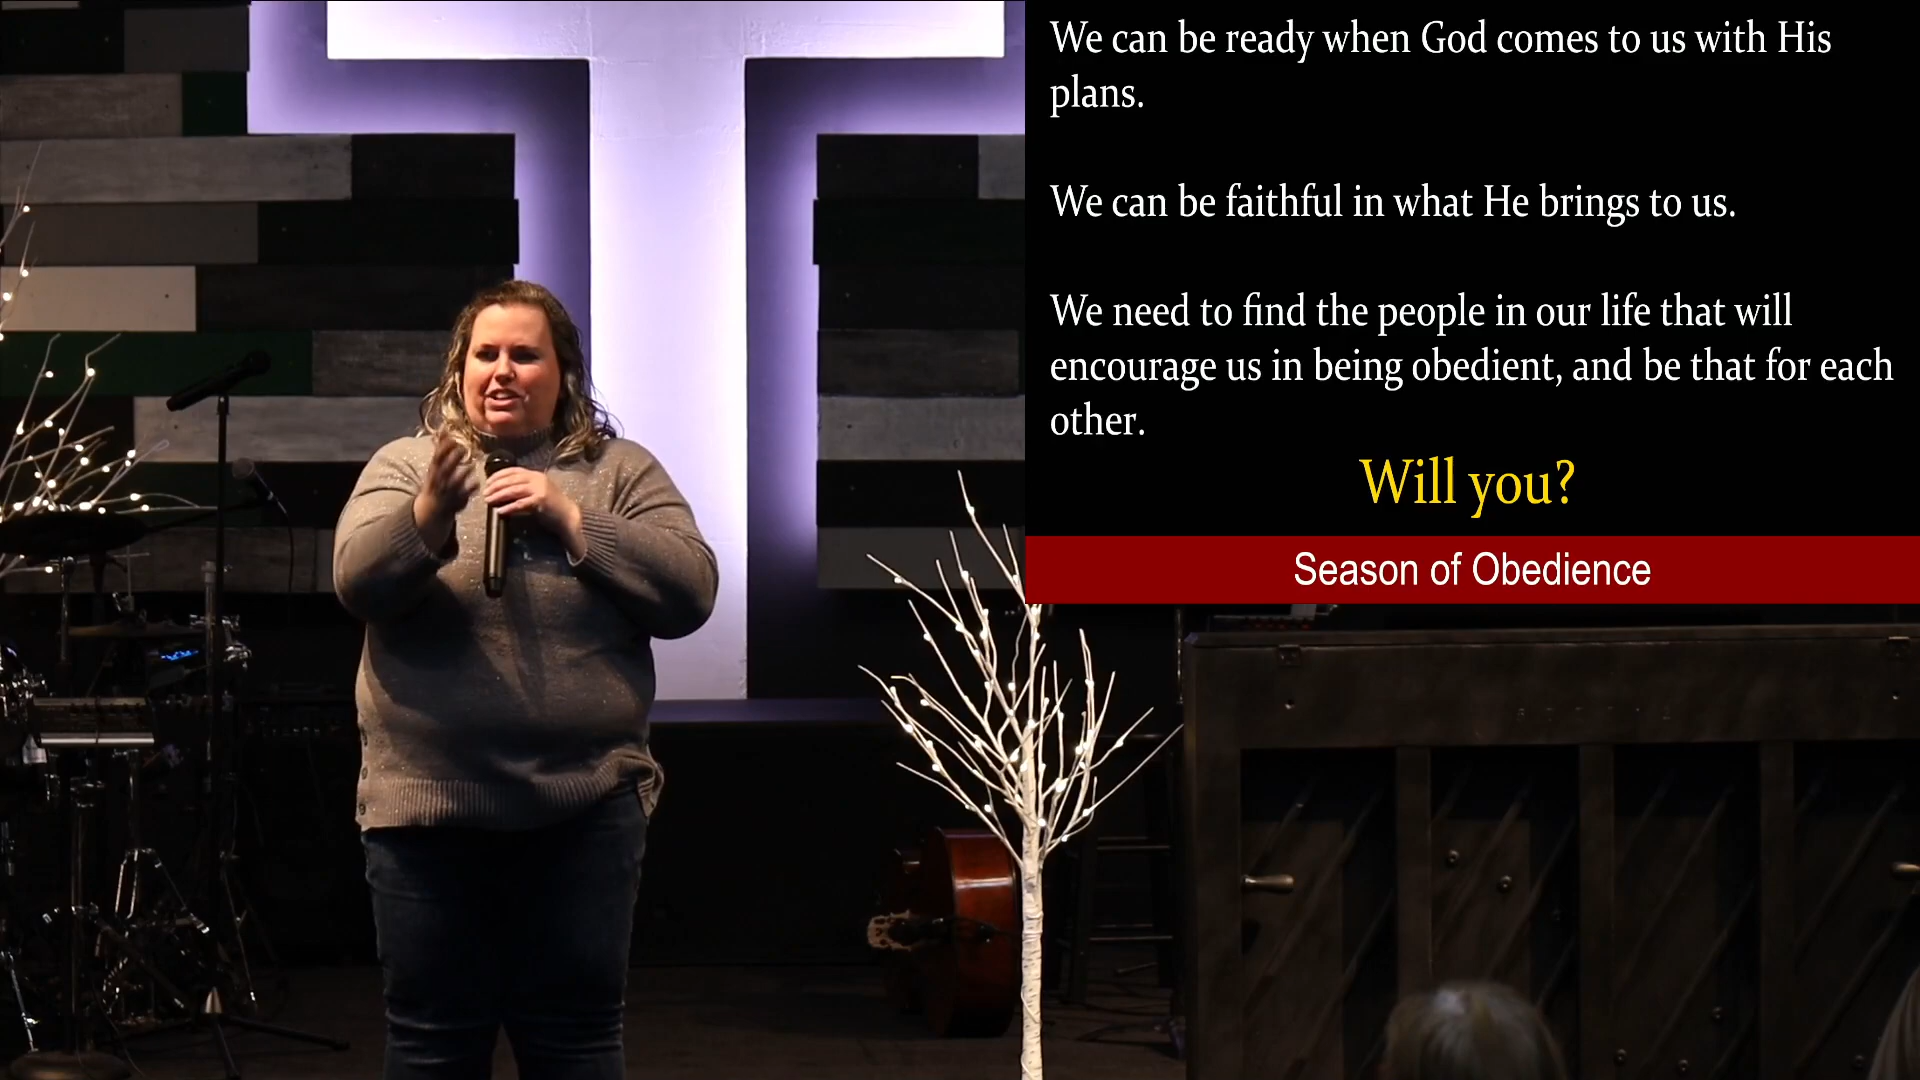 We can be ready when God comes to us with His
plans.
We can be faithful in what He brings to us.
We need to find the people in our life that will
encourage us in being obedient, and be that for each
other.
Will you?
Season of Obedience